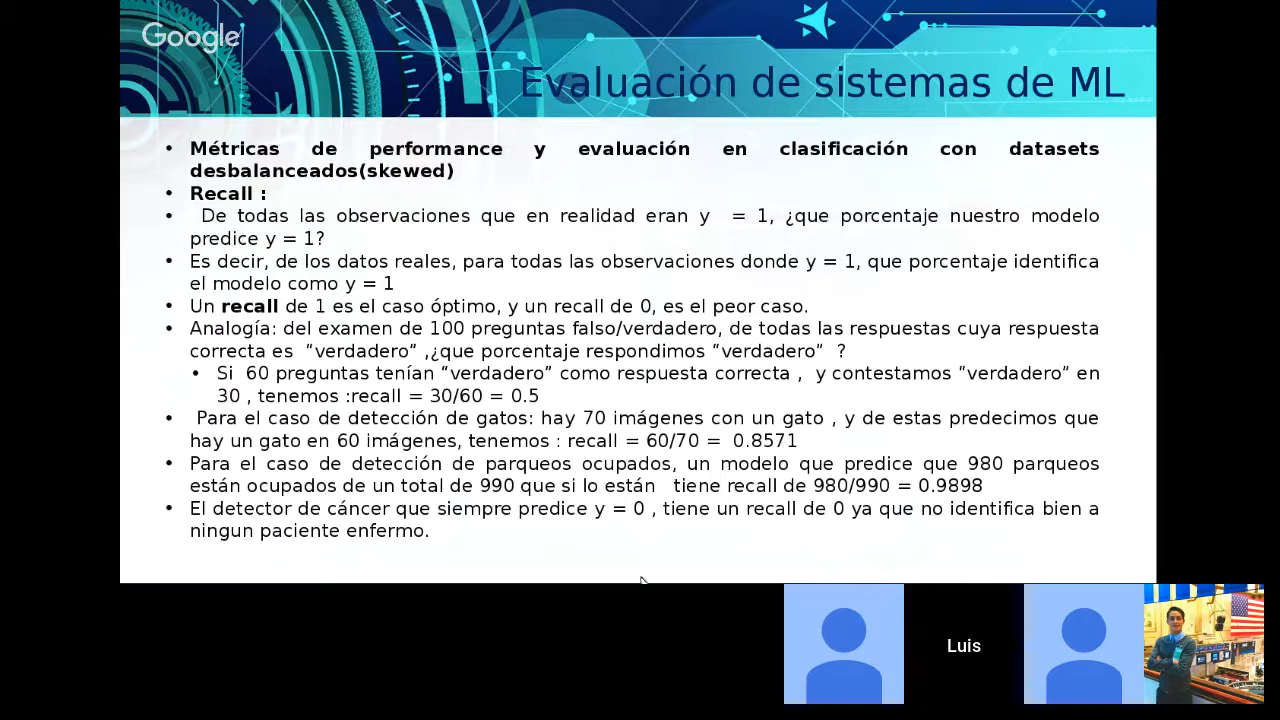 Google
Evaluación de sistemas de ML
• Métricas de performance y evaluación en clasificación con datasets
desbalanceados(skewed)
• Recall :
• De todas las observaciones que en realidad eran y = 1, ¿que porcentaje nuestro modelo
predice y = 1?
• Es decir, de los datos reales, para todas las observaciones donde y = 1, que porcentaje identifica
el modelo como y = 1
• Un recall de 1 es el caso óptimo, y un recall de 0, es el peor caso.
• Analogía: del examen de 100 preguntas falso/verdadero, de todas las respuestas cuya respuesta
correcta es “verdadero” ,¿que porcentaje respondimos “verdadero” ?
• Si 60 preguntas tenían “verdadero” como respuesta correcta , y contestamos “verdadero” en
30 , tenemos :recall = 30/60 = 0.5
• Para el caso de detección de gatos: hay 70 imágenes con un gato , y de estas predecimos que
hay un gato en 60 imágenes, tenemos : recall = 60/70 = 0.8571
• Para el caso de detección de parqueos ocupados, un modelo que predice que 980 parqueos
están ocupados de un total de 990 que si lo están tiene recall de 980/990 = 0.9898
• El detector de cáncer que siempre predice y = 0 , tiene un recall de 0 ya que no identifica bien a
ningun paciente enfermo.
Luis